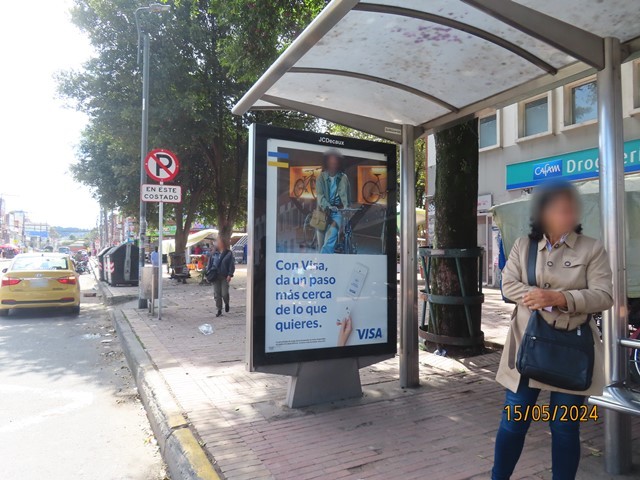 JCDecaux
EN ESTE
COSTADO
CAFAM
Con Visa,
da un paso
más cerca
de lo que
quieres.
VISA
15/05/2024